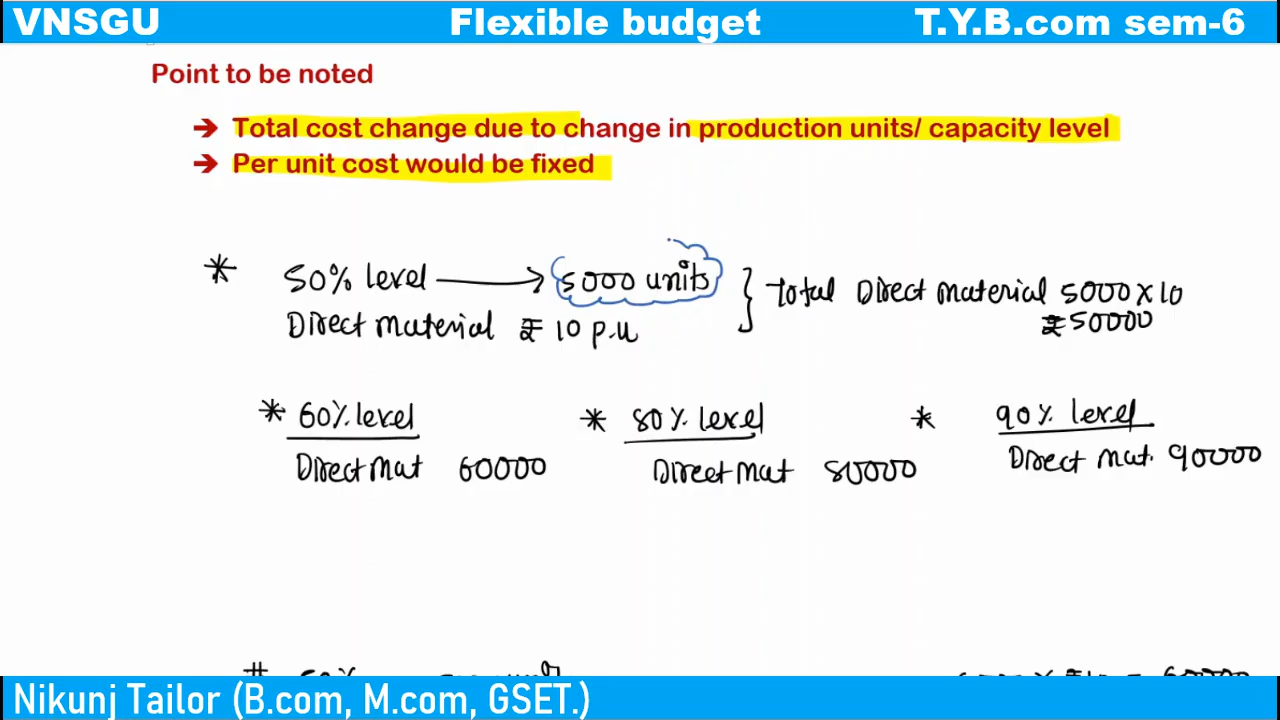 VNSGU Flexible budget T.Y.B.com sem-6
Point to be noted
→ Total cost change due to change in production units/ capacity level
→ Per unit cost would be fixed
* 50% level → 5000 units } Total Direct material 5000 x 10
Direct material ₹ 10 p.u ₹ 50000
* 60% level * 80% level * 90% level
Direct mat 60000 Direct mat 80000 Direct mat. 90000
Nikunj Tailor (B.com, M.com, GSET.)